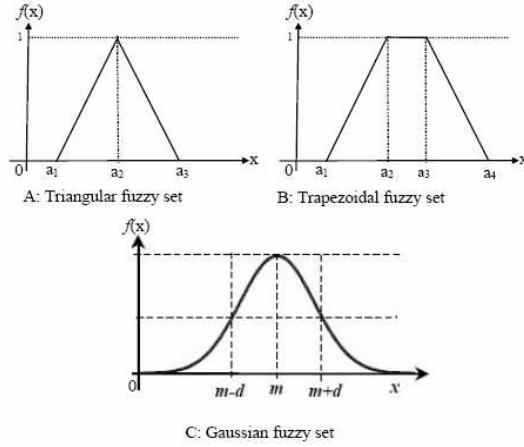 f(x) f(x)
1 1
0 a1 a2 a3 x 0 a1 a2 a3 a4 x
A: Triangular fuzzy set B: Trapezoidal fuzzy set
f(x)
0 m-d m m+d x
C: Gaussian fuzzy set